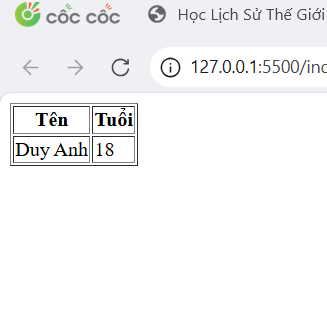 cốc cốc
Học Lịch Sử Thế Giới
127.0.0.1:5500/inc
Tên Tuổi
Duy Anh 18